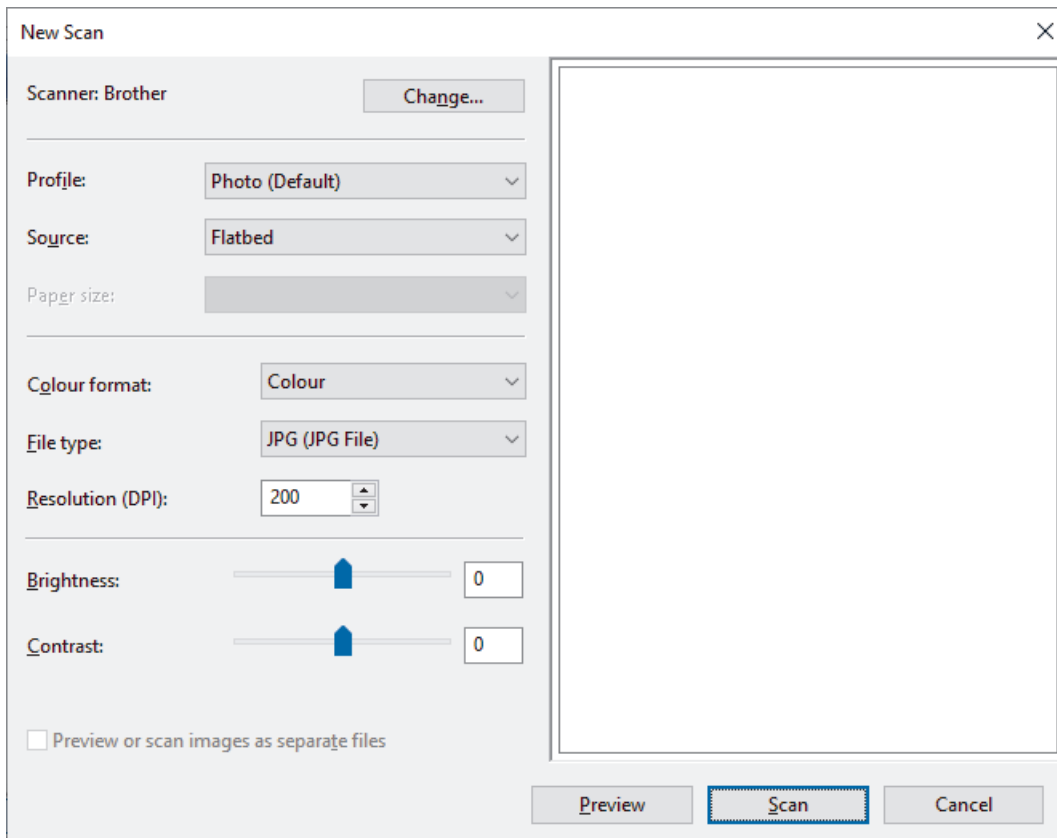 New Scan
Scanner: Brother
Change...
Profile:
Photo (Default)
Source:
Flatbed
Paper size:
Colour format:
Colour
File type:
JPG (JPG File)
Resolution (DPI):
200
Brightness:
0
Contrast:
0
Preview or scan images as separate files
Preview
Scan
Cancel